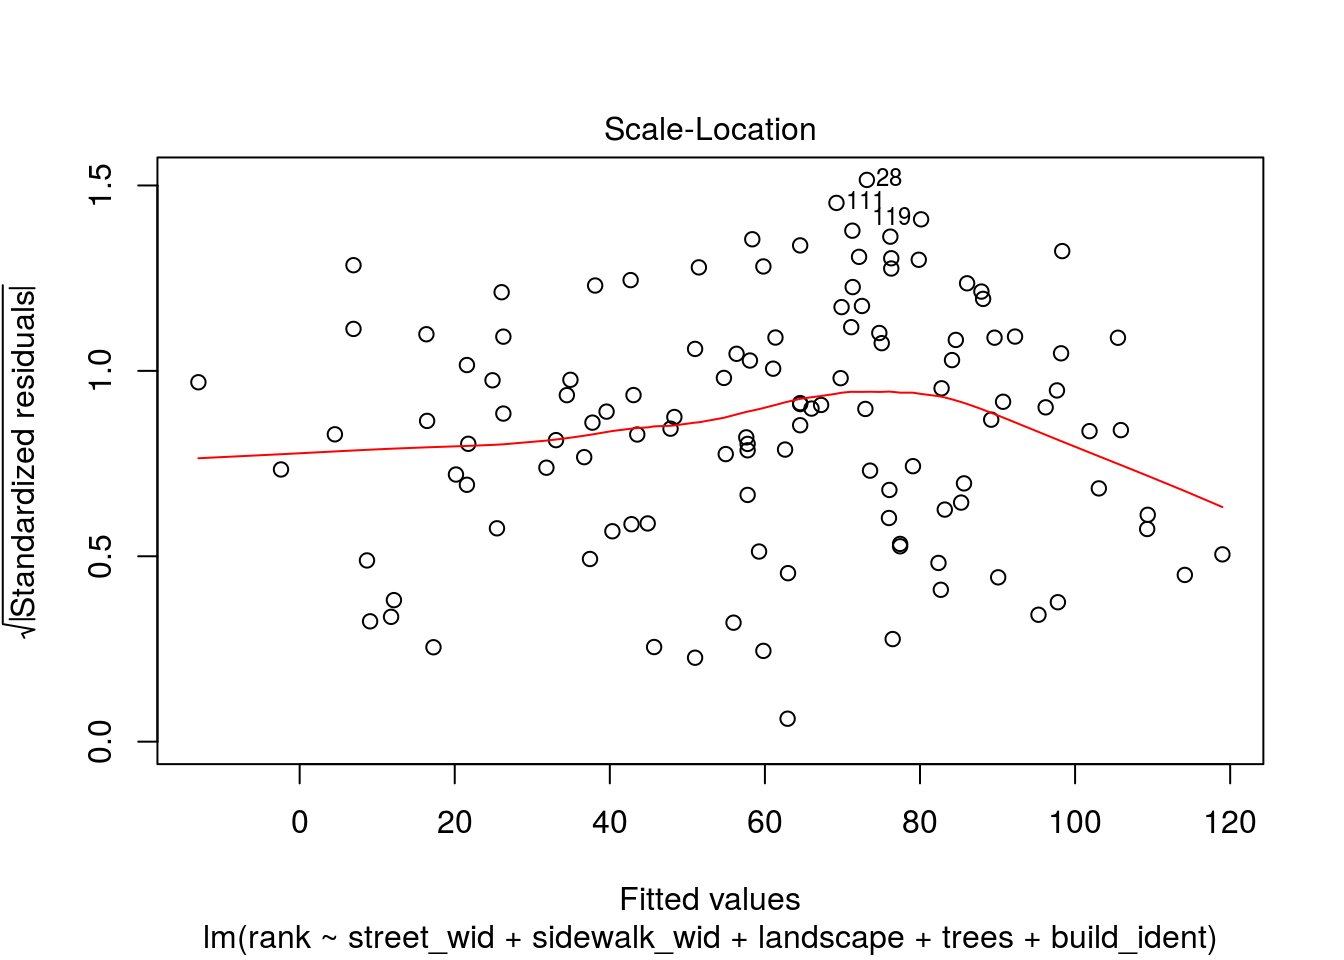 Scale-Location
√|Standardized residuals|
1.5
1.0
0.5
0.0
28
111
119
0 20 40 60 80 100 120
Fitted values
lm(rank ~ street_wid + sidewalk_wid + landscape + trees + build_ident)